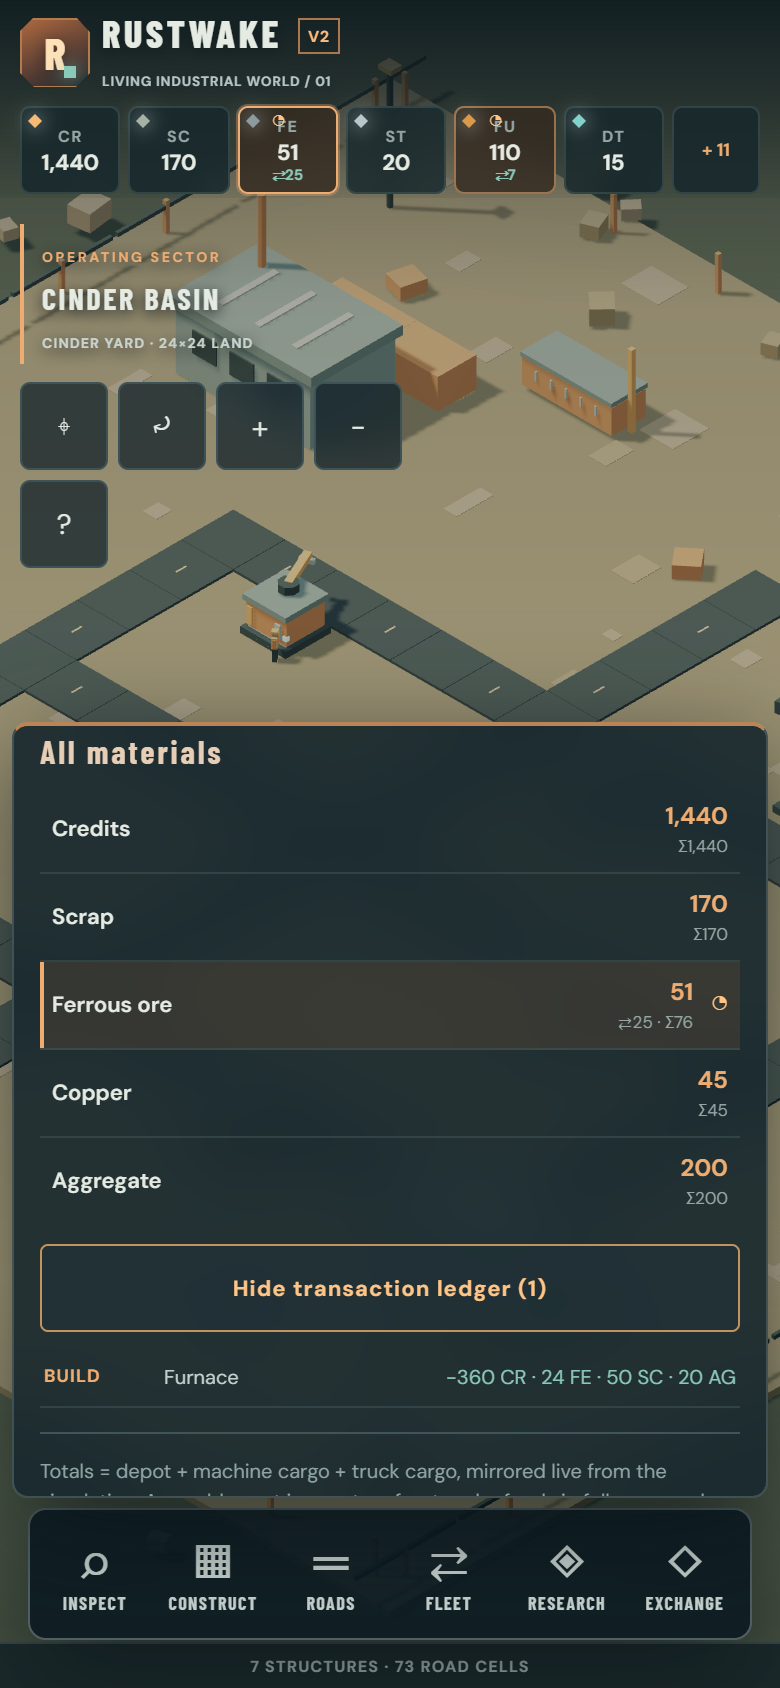 R
RUSTWAKE V2
LIVING INDUSTRIAL WORLD / 01
CR
1,440
SC
170
FE
51
⇄25
ST
20
FU
110
⇄7
DT
15
+ 11
OPERATING SECTOR
CINDER BASIN
CINDER YARD · 24×24 LAND
+
-
?
All materials
Credits 1,440
Σ1,440
Scrap 170
Σ170
Ferrous ore 51
⇄25 · Σ76
Copper 45
Σ45
Aggregate 200
Σ200
Hide transaction ledger (1)
BUILD Furnace -360 CR · 24 FE · 50 SC · 20 AG
Totals = depot + machine cargo + truck cargo, mirrored live from the
INSPECT CONSTRUCT ROADS FLEET RESEARCH EXCHANGE
7 STRUCTURES · 73 ROAD CELLS